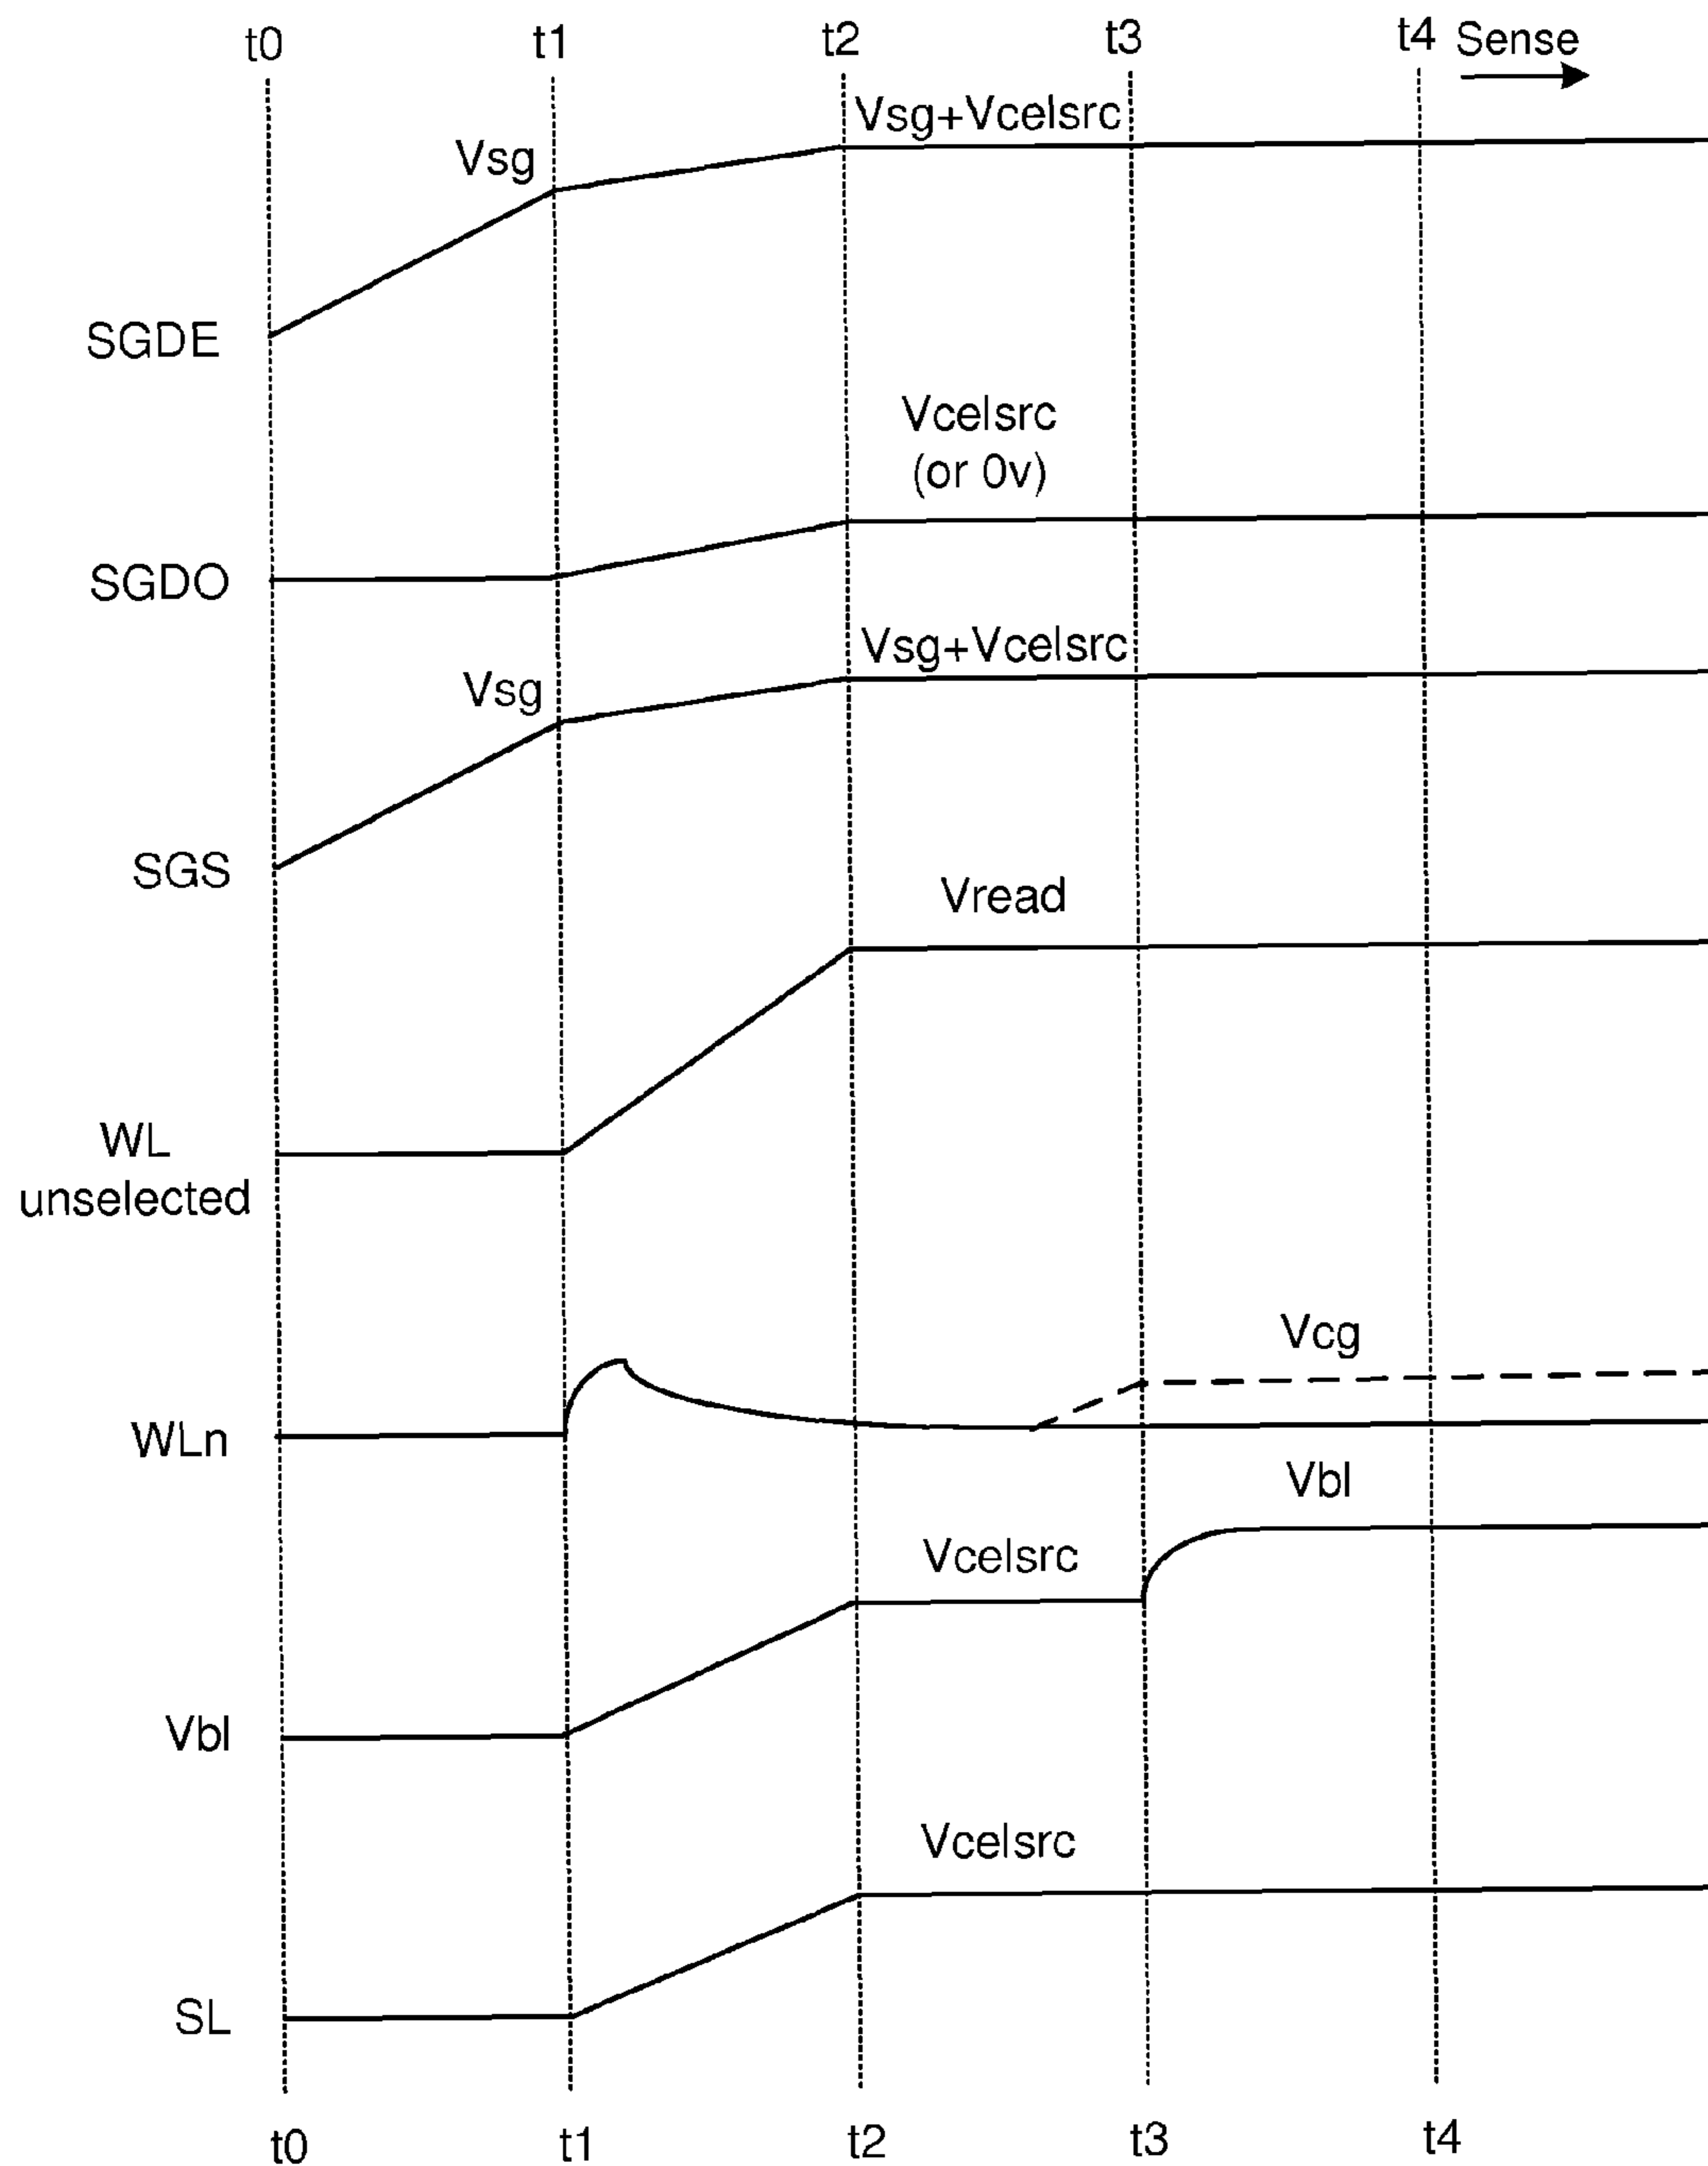 t0 t1 t2 t3 t4 Sense
Vsg+Vcelsrc
Vsg
SGDE
Vcelsrc
(or 0v)
SGDO
Vsg+Vcelsrc
Vsg
SGS
Vread
WL
unselected
Vcg
WLn
Vbl
Vcelsrc
Vbl
Vcelsrc
SL
t0 t1 t2 t3 t4